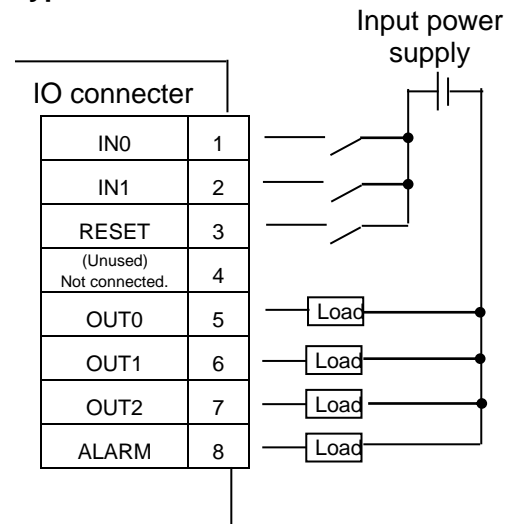 Input power
supply
IO connecter
IN0 1
IN1 2
RESET 3
(Unused)
Not connected. 4
OUT0 5 Load
OUT1 6 Load
OUT2 7 Load
ALARM 8 Load